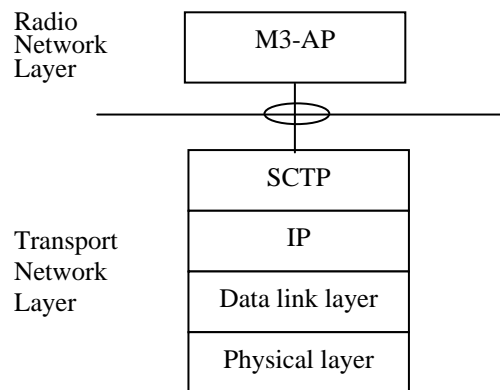 Radio
Network
Layer
M3-AP
SCTP
IP
Data link layer
Physical layer
Transport
Network
Layer